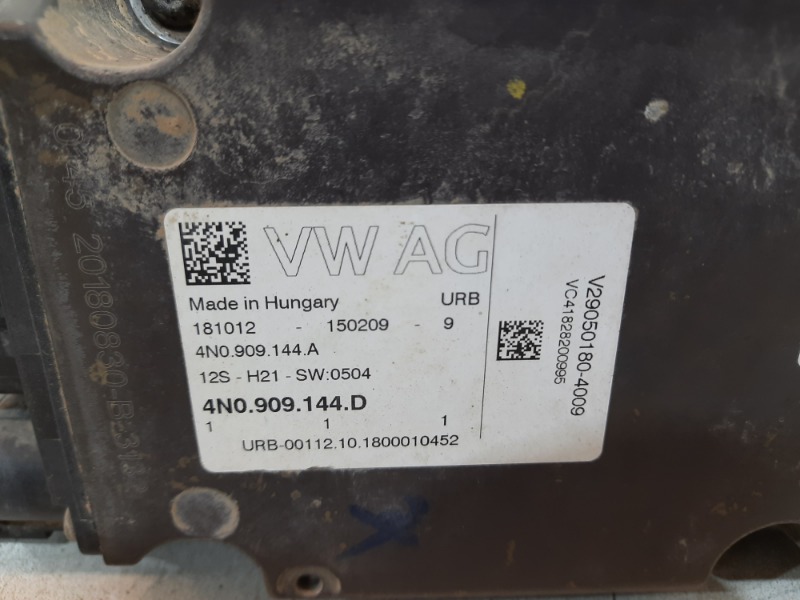 VW AG
Made in Hungary URB
181012 - 150209 - 9
4N0.909.144.A
12S - H21 - SW:0504
4N0.909.144.D
1 1 1
URB-00112.10.1800010452
V29050180-4009
VC41828200995
20180830